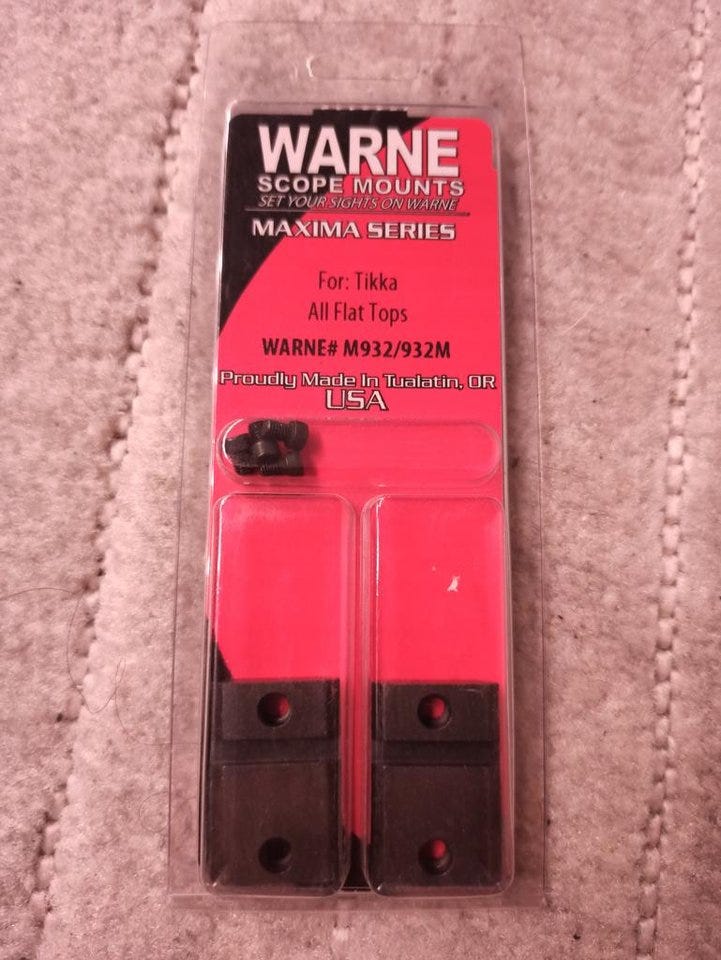 WARNE
SCOPE MOUNTS
SET YOUR SIGHTS ON WARNE
MAXIMA SERIES
For: Tikka
All Flat Tops
WARNE# M932/932M
Proudly Made In Tualatin, OR
USA